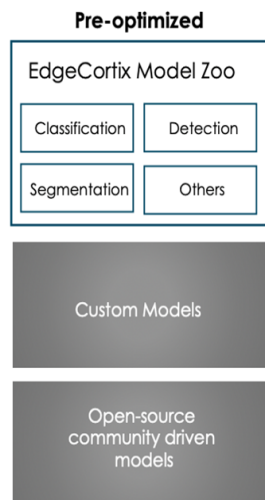 Pre-optimized
EdgeCortix Model Zoo
Classification
Detection
Segmentation
Others
Custom Models
Open-source
community driven
models